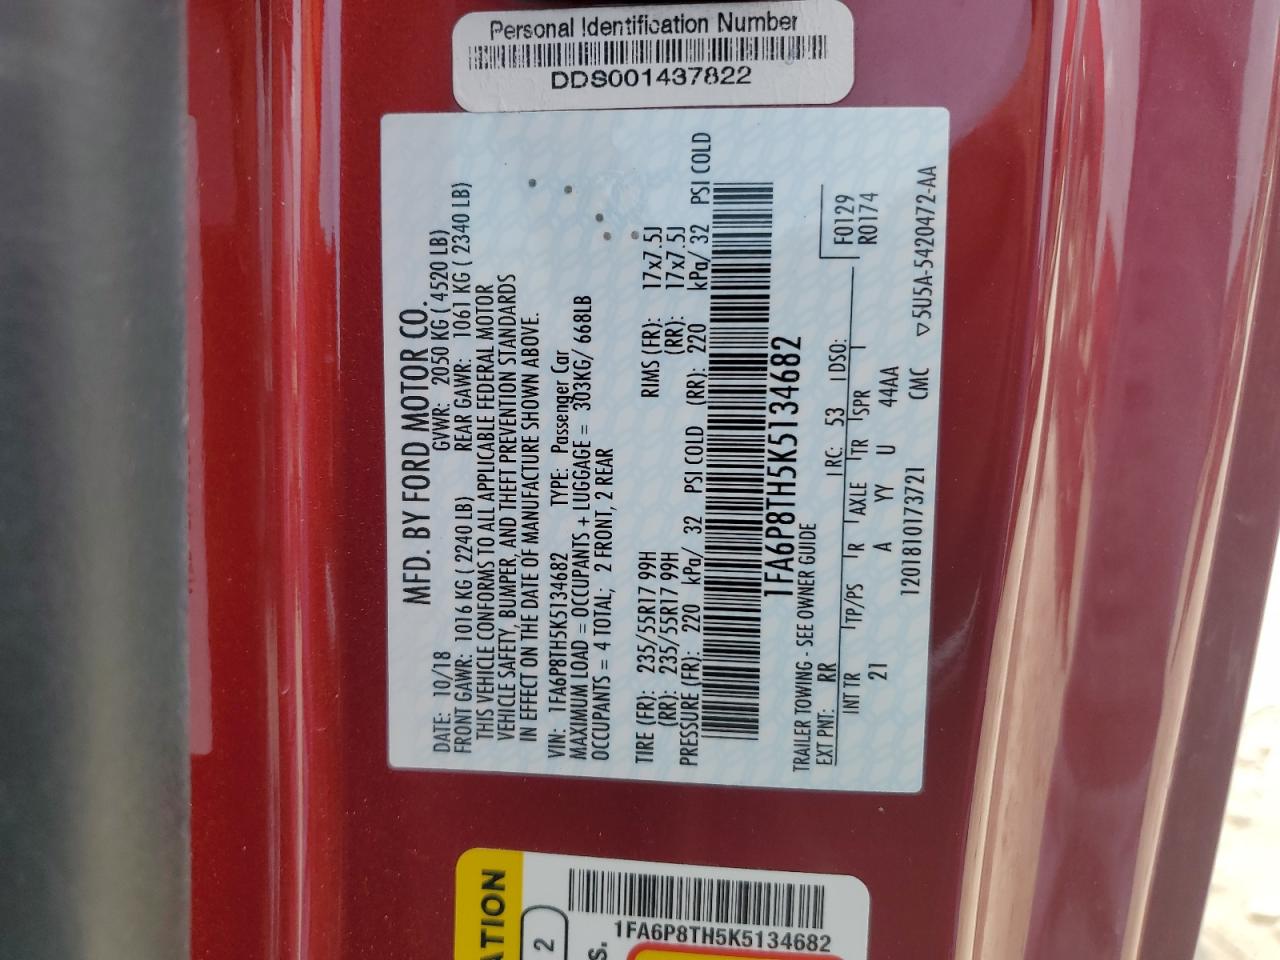 Personal Identification Number
DDS001437822
MFD. BY FORD MOTOR CO.
DATE: 10/18 GVWR: 2050 KG ( 4520 LB)
FRONT GAWR: 1016 KG ( 2240 LB) REAR GAWR: 1061 KG ( 2340 LB)
THIS VEHICLE CONFORMS TO ALL APPLICABLE FEDERAL MOTOR
VEHICLE SAFETY, BUMPER, AND THEFT PREVENTION STANDARDS
IN EFFECT ON THE DATE OF MANUFACTURE SHOWN ABOVE.
VIN: 1FA6P8TH5K5134682 TYPE: Passenger Car
MAXIMUM LOAD = OCCUPANTS + LUGGAGE = 303KG/ 668LB
OCCUPANTS = 4 TOTAL; 2 FRONT, 2 REAR
TIRE (FR): 235/55R17 99H RIMS (FR): 17x7.5J
(RR): 235/55R17 99H (RR): 17x7.5J
PRESSURE (FR): 220 kPa/ 32 PSI COLD (RR): 220 kPa/ 32 PSI COLD
1FA6P8TH5K5134682
TRAILER TOWING - SEE OWNER GUIDE F0129
EXT PNT: RR RC: 53 DSO: R0174
INT TR TP/PS R AXLE TR SPR
21 A YY U 44AA
1201810173721 CMC ▽5U5A-5420472-AA
ATION
2
S.
1FA6P8TH5K5134682